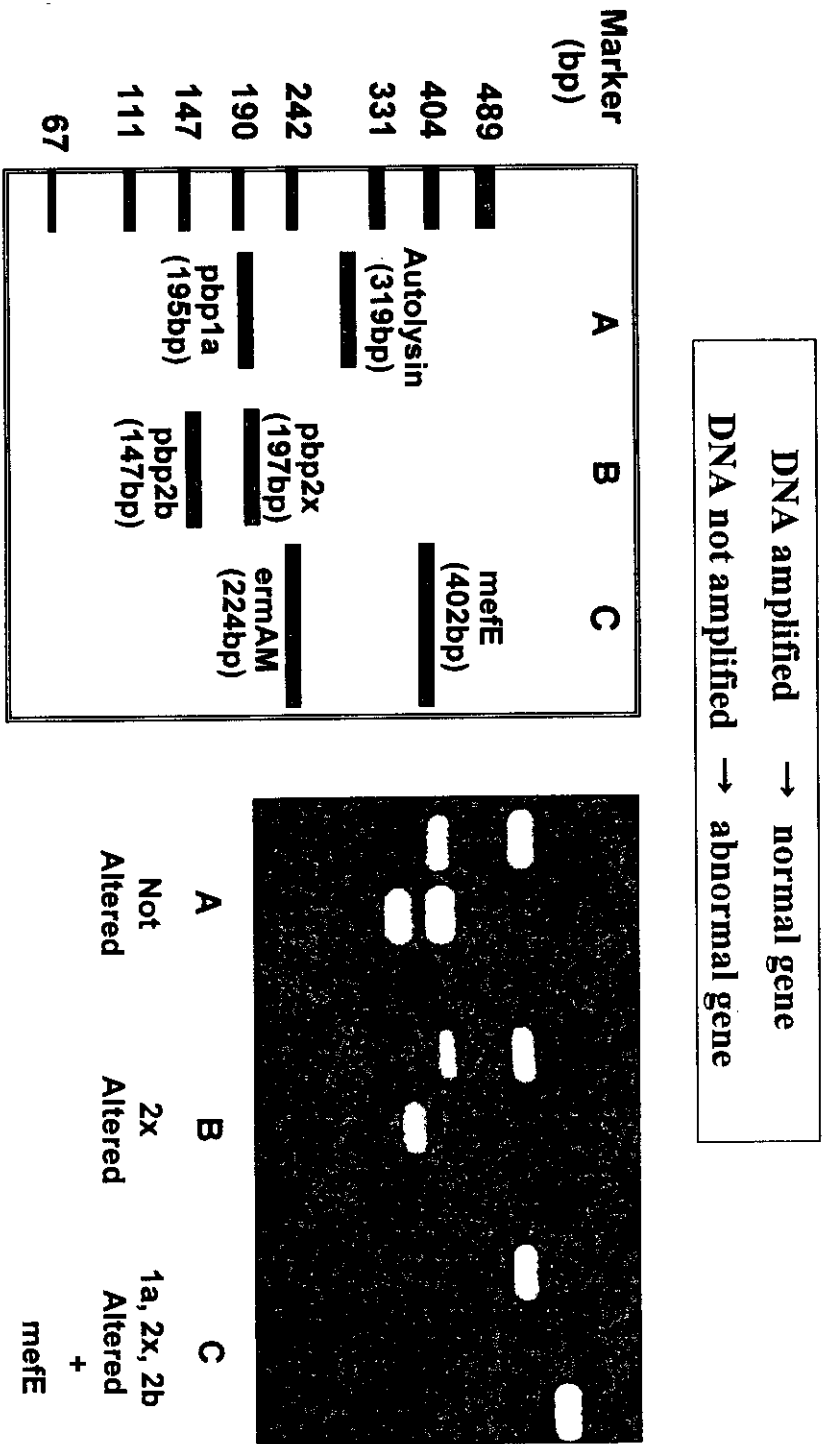 DNA amplified → normal gene
DNA not amplified → abnormal gene
Marker
(bp)
489
404
331
242
190
147
111
67
A
B
C
Autolysin
(319bp)
pbp1a
(195bp)
pbp2x
(197bp)
pbp2b
(147bp)
mefE
(402bp)
ermAM
(224bp)
A
Not
Altered
B
2x
Altered
C
1a, 2x, 2b
Altered
+
mefE